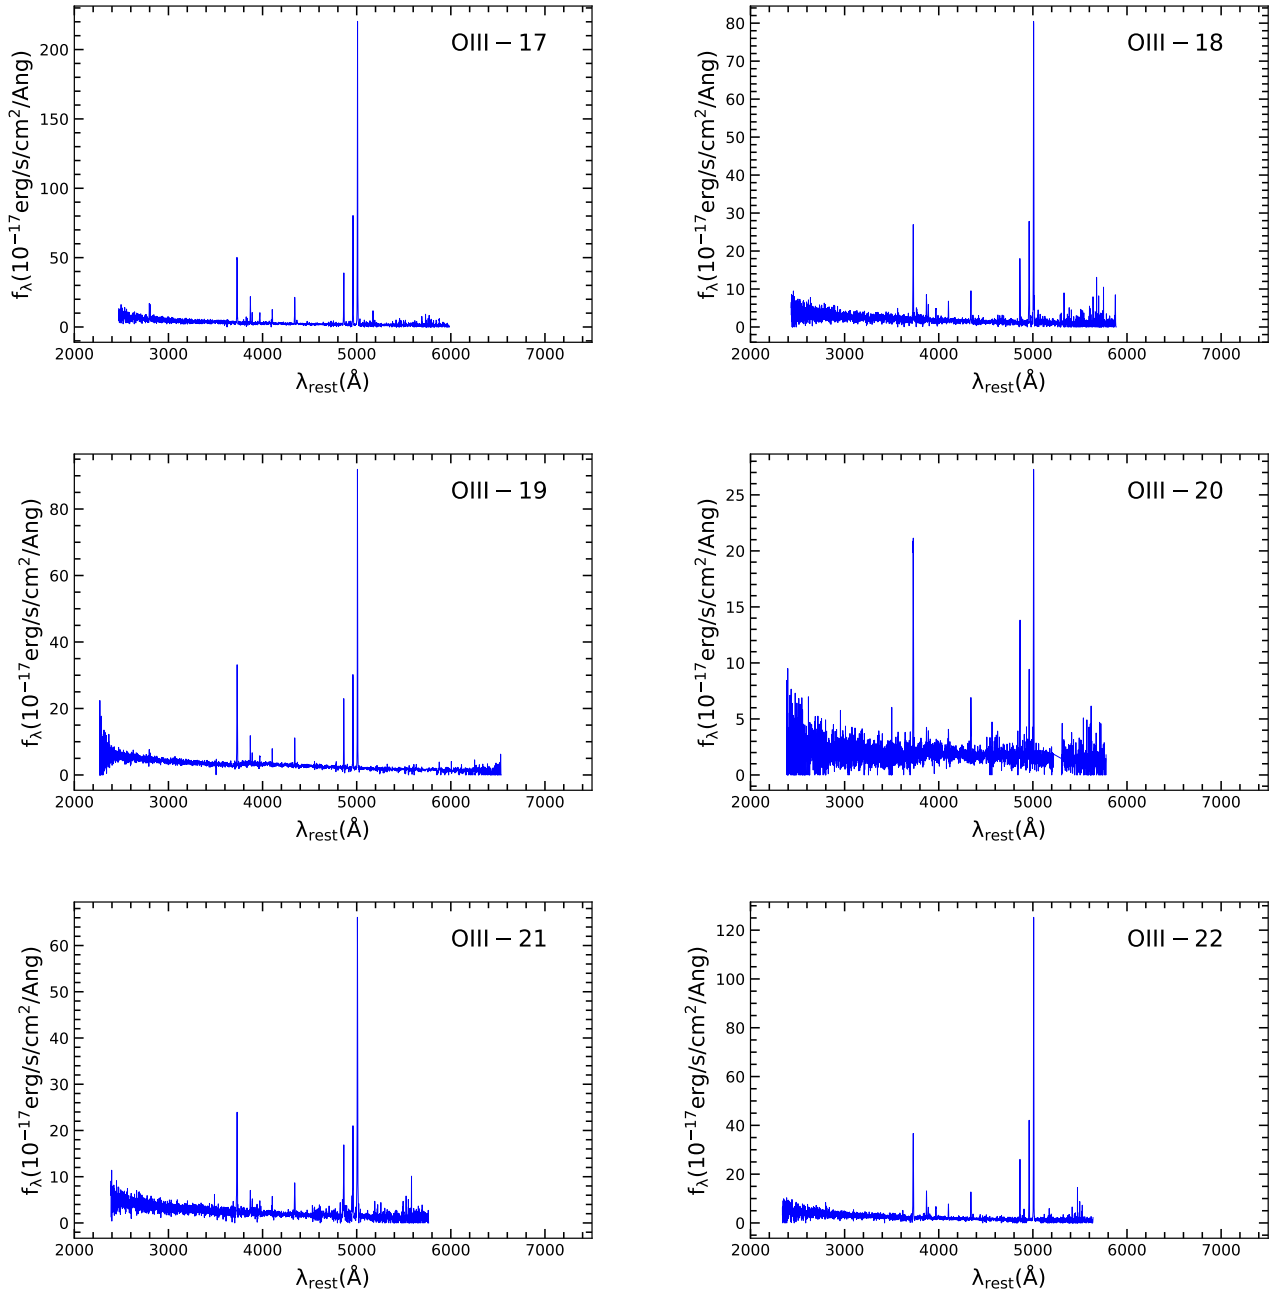 OIII − 17
200
150
100
50
0
f_λ(10^−17 erg/s/cm^2/Ang)
2000 3000 4000 5000 6000 7000
λ_rest(Å)
OIII − 18
80
70
60
50
40
30
20
10
0
f_λ(10^−17 erg/s/cm^2/Ang)
2000 3000 4000 5000 6000 7000
λ_rest(Å)
OIII − 19
80
60
40
20
0
f_λ(10^−17 erg/s/cm^2/Ang)
2000 3000 4000 5000 6000 7000
λ_rest(Å)
OIII − 20
25
20
15
10
5
0
f_λ(10^−17 erg/s/cm^2/Ang)
2000 3000 4000 5000 6000 7000
λ_rest(Å)
OIII − 21
60
50
40
30
20
10
0
f_λ(10^−17 erg/s/cm^2/Ang)
2000 3000 4000 5000 6000 7000
λ_rest(Å)
OIII − 22
120
100
80
60
40
20
0
f_λ(10^−17 erg/s/cm^2/Ang)
2000 3000 4000 5000 6000 7000
λ_rest(Å)